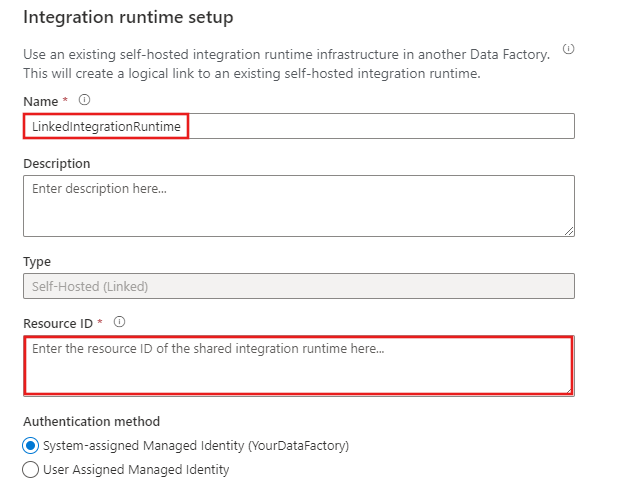 Integration runtime setup
Use an existing self-hosted integration runtime infrastructure in another Data Factory.
This will create a logical link to an existing self-hosted integration runtime.
Name *
LinkedIntegrationRuntime
Description
Enter description here...
Type
Self-Hosted (Linked)
Resource ID *
Enter the resource ID of the shared integration runtime here...
Authentication method
System-assigned Managed Identity (YourDataFactory)
User Assigned Managed Identity